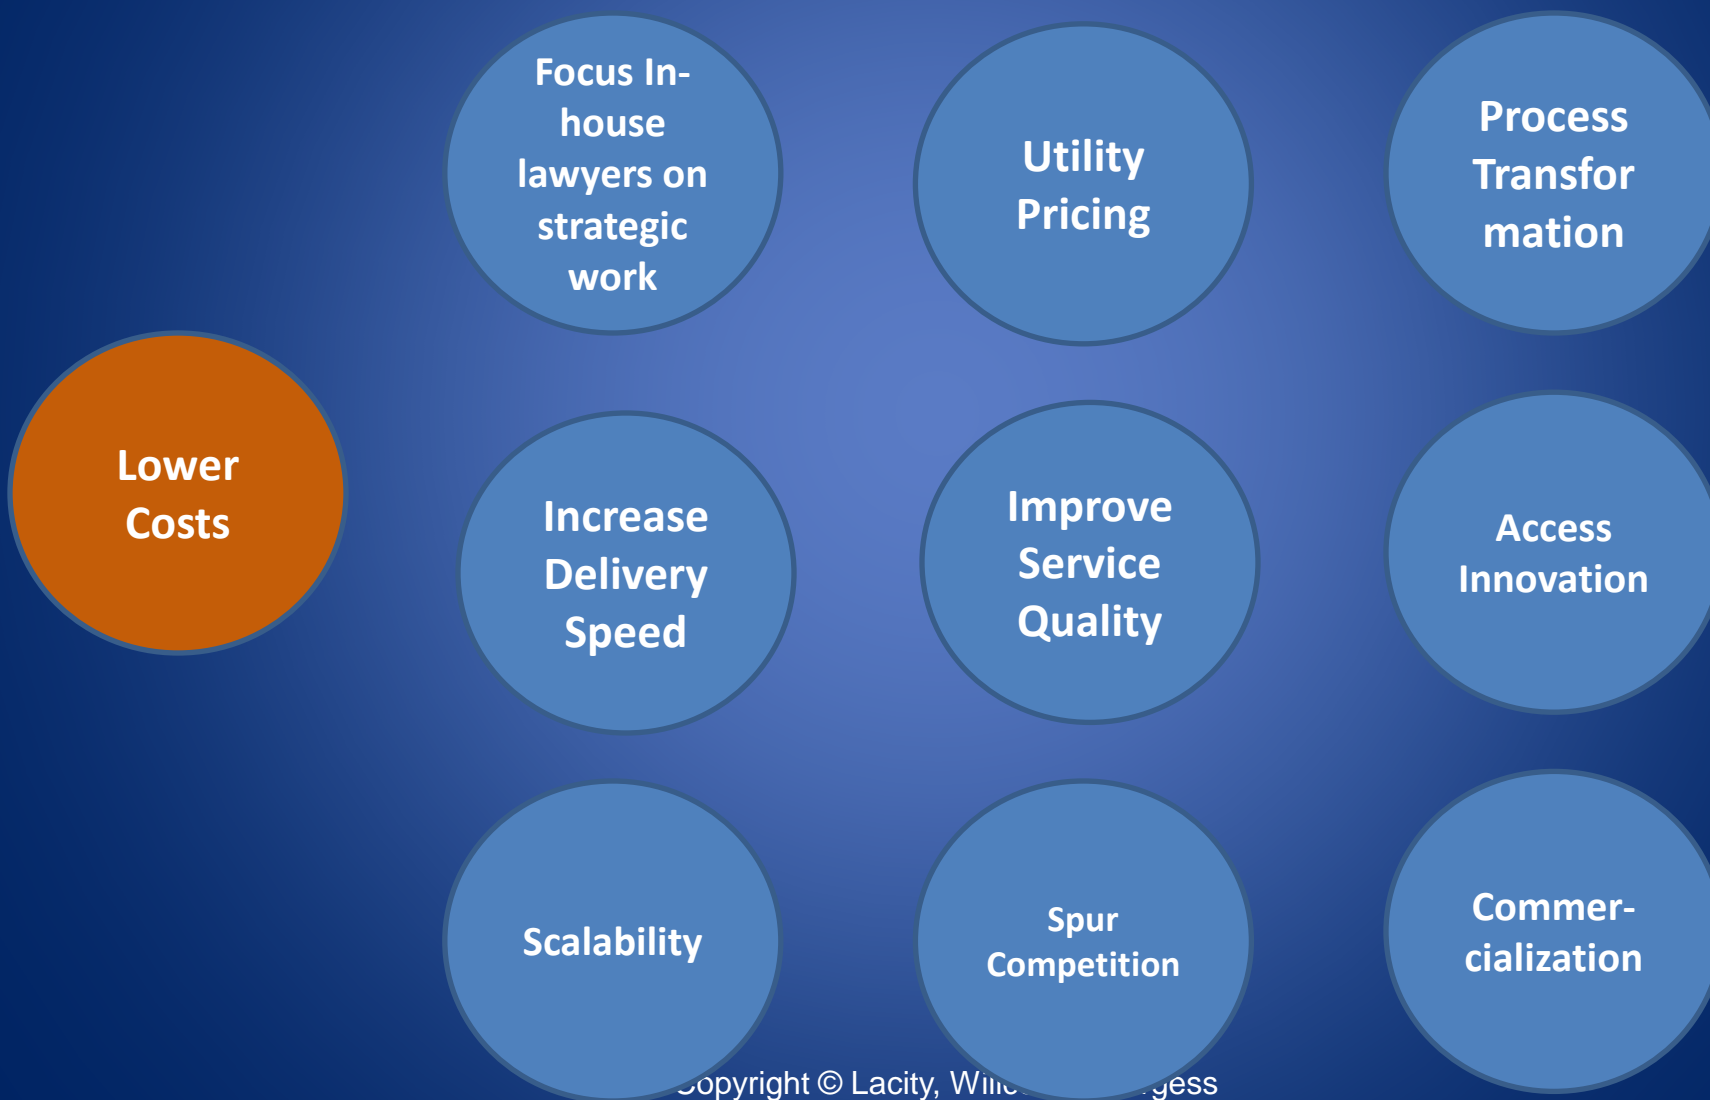 Focus In-
house
lawyers on
strategic
work
Utility
Pricing
Process
Transfor
mation
Lower
Costs
Increase
Delivery
Speed
Improve
Service
Quality
Access
Innovation
Scalability
Spur
Competition
Commer-
cialization
Copyright © Lacity,